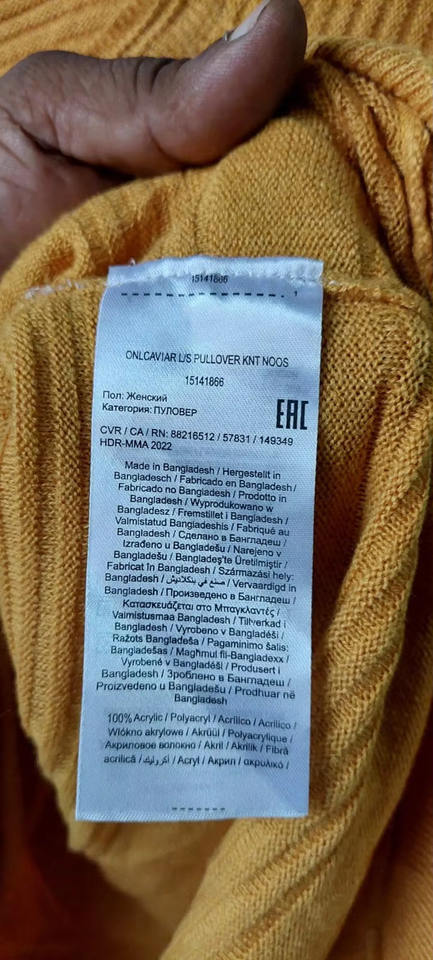 15141866
1
ONLCAVIAR L/S PULLOVER KNT NOOS
15141866
Пол: Женский
Категория: ПУЛОВЕР
EAC
CVR / CA / RN: 88216512 / 57831 / 149349
HDR-MMA 2022
Made in Bangladesh / Hergestellt in
Bangladesch / Fabricado en Bangladesh /
Fabricado no Bangladesh / Prodotto in
Bangladesh / Wyprodukowano w
Bangladesz / Fremstillet i Bangladesh /
Valmistatud Bangladeshis / Fabriqué au
Bangladesh / Сделано в Бангладеш /
Izrađeno u Bangladešu / Narejeno v
Bangladešu / Bangladeş'te Üretilmiştir /
Fabricat în Bangladesh / Származási hely:
Bangladesh / صنع في بنكلاديش / Vervaardigd in
Bangladesh / Произведено в Бангладеш /
Κατασκευάζεται στο Μπαγκλαντές /
Valmistusmaa Bangladesh / Tillverkad i
Bangladesh / Vyrobeno v Bangladéši /
Ražots Bangladeša / Pagaminimo šalis:
Bangladešas / Magħmul fil-Bangladexx /
Vyrobené v Bangladéši / Produsert i
Bangladesh / Зроблено в Бангладеш /
Proizvedeno u Bangladešu / Prodhuar në
Bangladesh
100% Acrylic / Polyacryl / Acrílico / Acrilico /
Włókno akrylowe / Akrüül / Polyacrylique /
Акриловое волокно / Akril / Akrilik / Fibră
acrilică / أكريليك / Acryl / Акрил / ακρυλικό /